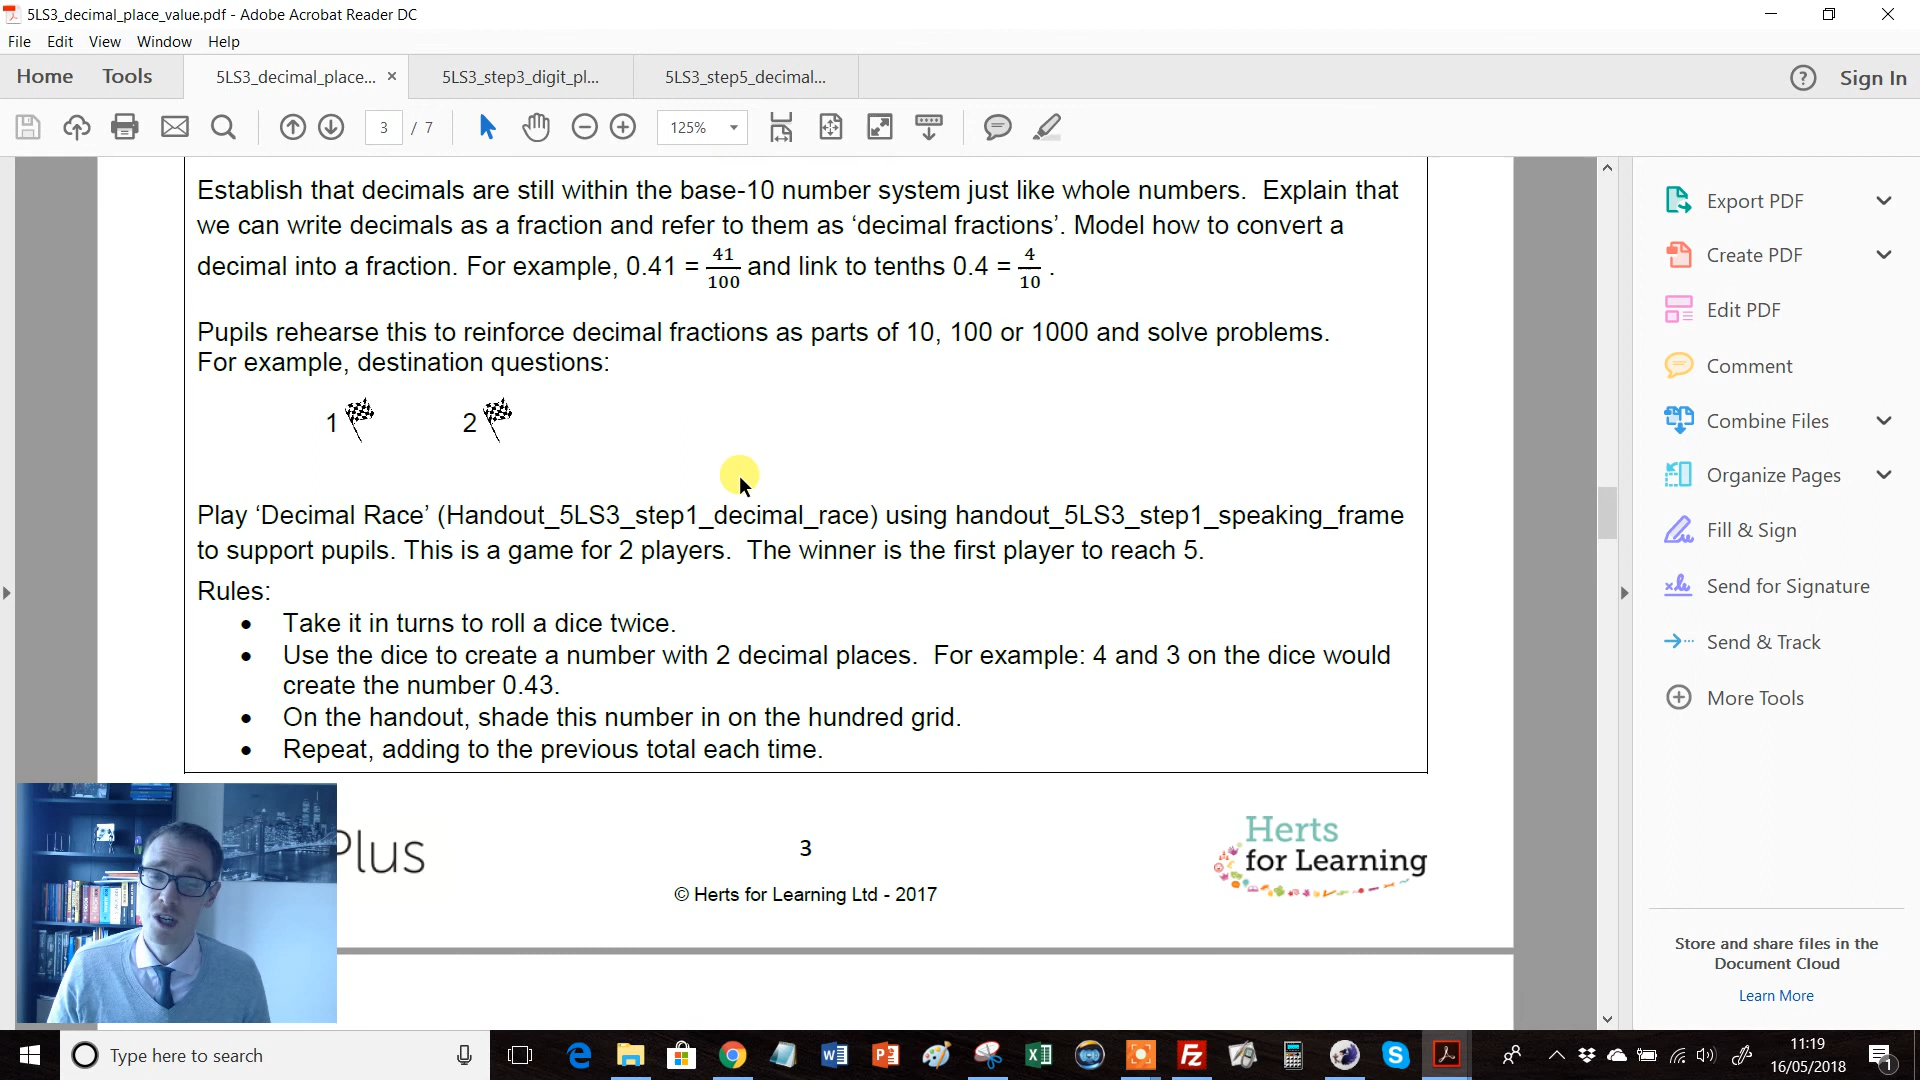 5LS3_decimal_place_value.pdf - Adobe Acrobat Reader DC
File Edit View Window Help
Home Tools 5LS3_decimal_place... × 5LS3_step3_digit_pl... 5LS3_step5_decimal... ? Sign In
3 / 7 125%
Establish that decimals are still within the base-10 number system just like whole numbers. Explain that
we can write decimals as a fraction and refer to them as ‘decimal fractions’. Model how to convert a
decimal into a fraction. For example, 0.41 = 41/100 and link to tenths 0.4 = 4/10 .
Pupils rehearse this to reinforce decimal fractions as parts of 10, 100 or 1000 and solve problems.
For example, destination questions:
1 2
Play ‘Decimal Race’ (Handout_5LS3_step1_decimal_race) using handout_5LS3_step1_speaking_frame
to support pupils. This is a game for 2 players. The winner is the first player to reach 5.
Rules:
• Take it in turns to roll a dice twice.
• Use the dice to create a number with 2 decimal places. For example: 4 and 3 on the dice would
create the number 0.43.
• On the handout, shade this number in on the hundred grid.
• Repeat, adding to the previous total each time.
Plus
3
© Herts for Learning Ltd - 2017
Herts
for Learning
Export PDF
Create PDF
Edit PDF
Comment
Combine Files
Organize Pages
Fill & Sign
Send for Signature
Send & Track
More Tools
Store and share files in the
Document Cloud
Learn More
Type here to search
11:19
16/05/2018
1